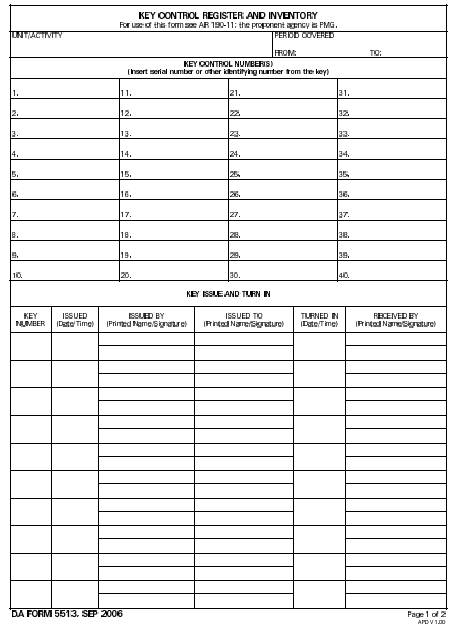 KEY CONTROL REGISTER AND INVENTORY
For use of this form see AR 190-11; the proponent agency is PMG.
UNIT/ACTIVITY PERIOD COVERED
FROM: TO:
KEY CONTROL NUMBER(S)
(Insert serial number or other identifying number from the key)
1. 11. 21. 31.
2. 12. 22. 32.
3. 13. 23. 33.
4. 14. 24. 34.
5. 15. 25. 35.
6. 16. 26. 36.
7. 17. 27. 37.
8. 18. 28. 38.
9. 19. 29. 39.
10. 20. 30. 40.
KEY ISSUE AND TURN IN
KEY ISSUED ISSUED BY ISSUED TO TURNED IN RECEIVED BY
NUMBER (Date/Time) (Printed Name/Signature) (Printed Name/Signature) (Date/Time) (Printed Name/Signature)
DA FORM 5513, SEP 2006 Page 1 of 2
APD V1.00